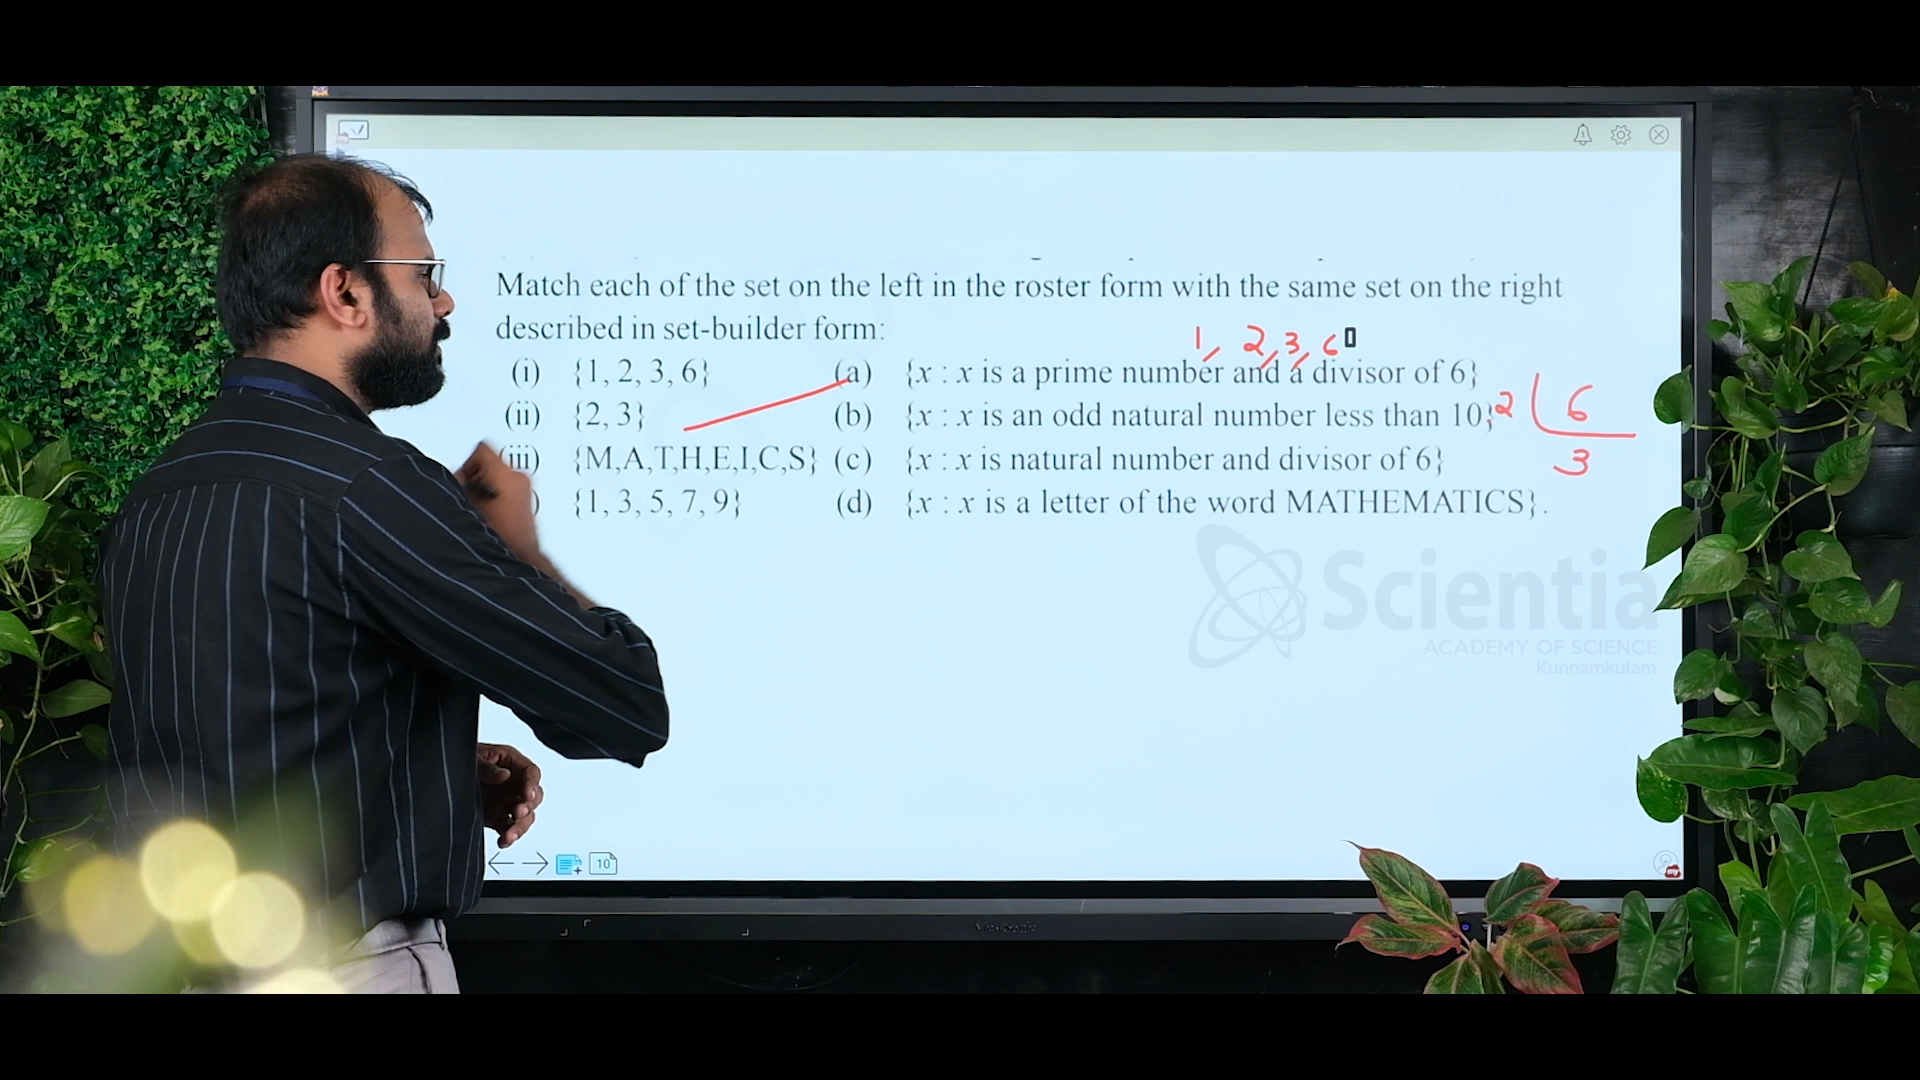 Match each of the set on the left in the roster form with the same set on the right
described in set-builder form:
1, 2, 3, 6
(i) {1, 2, 3, 6} (a) {x : x is a prime number and a divisor of 6}
(ii) {2, 3} (b) {x : x is an odd natural number less than 10}
2 6
3
(iii) {M,A,T,H,E,I,C,S} (c) {x : x is natural number and divisor of 6}
) {1, 3, 5, 7, 9} (d) {x : x is a letter of the word MATHEMATICS}.
Scientia
ACADEMY OF SCIENCE
Kunnamkulam
10
ViewSonic